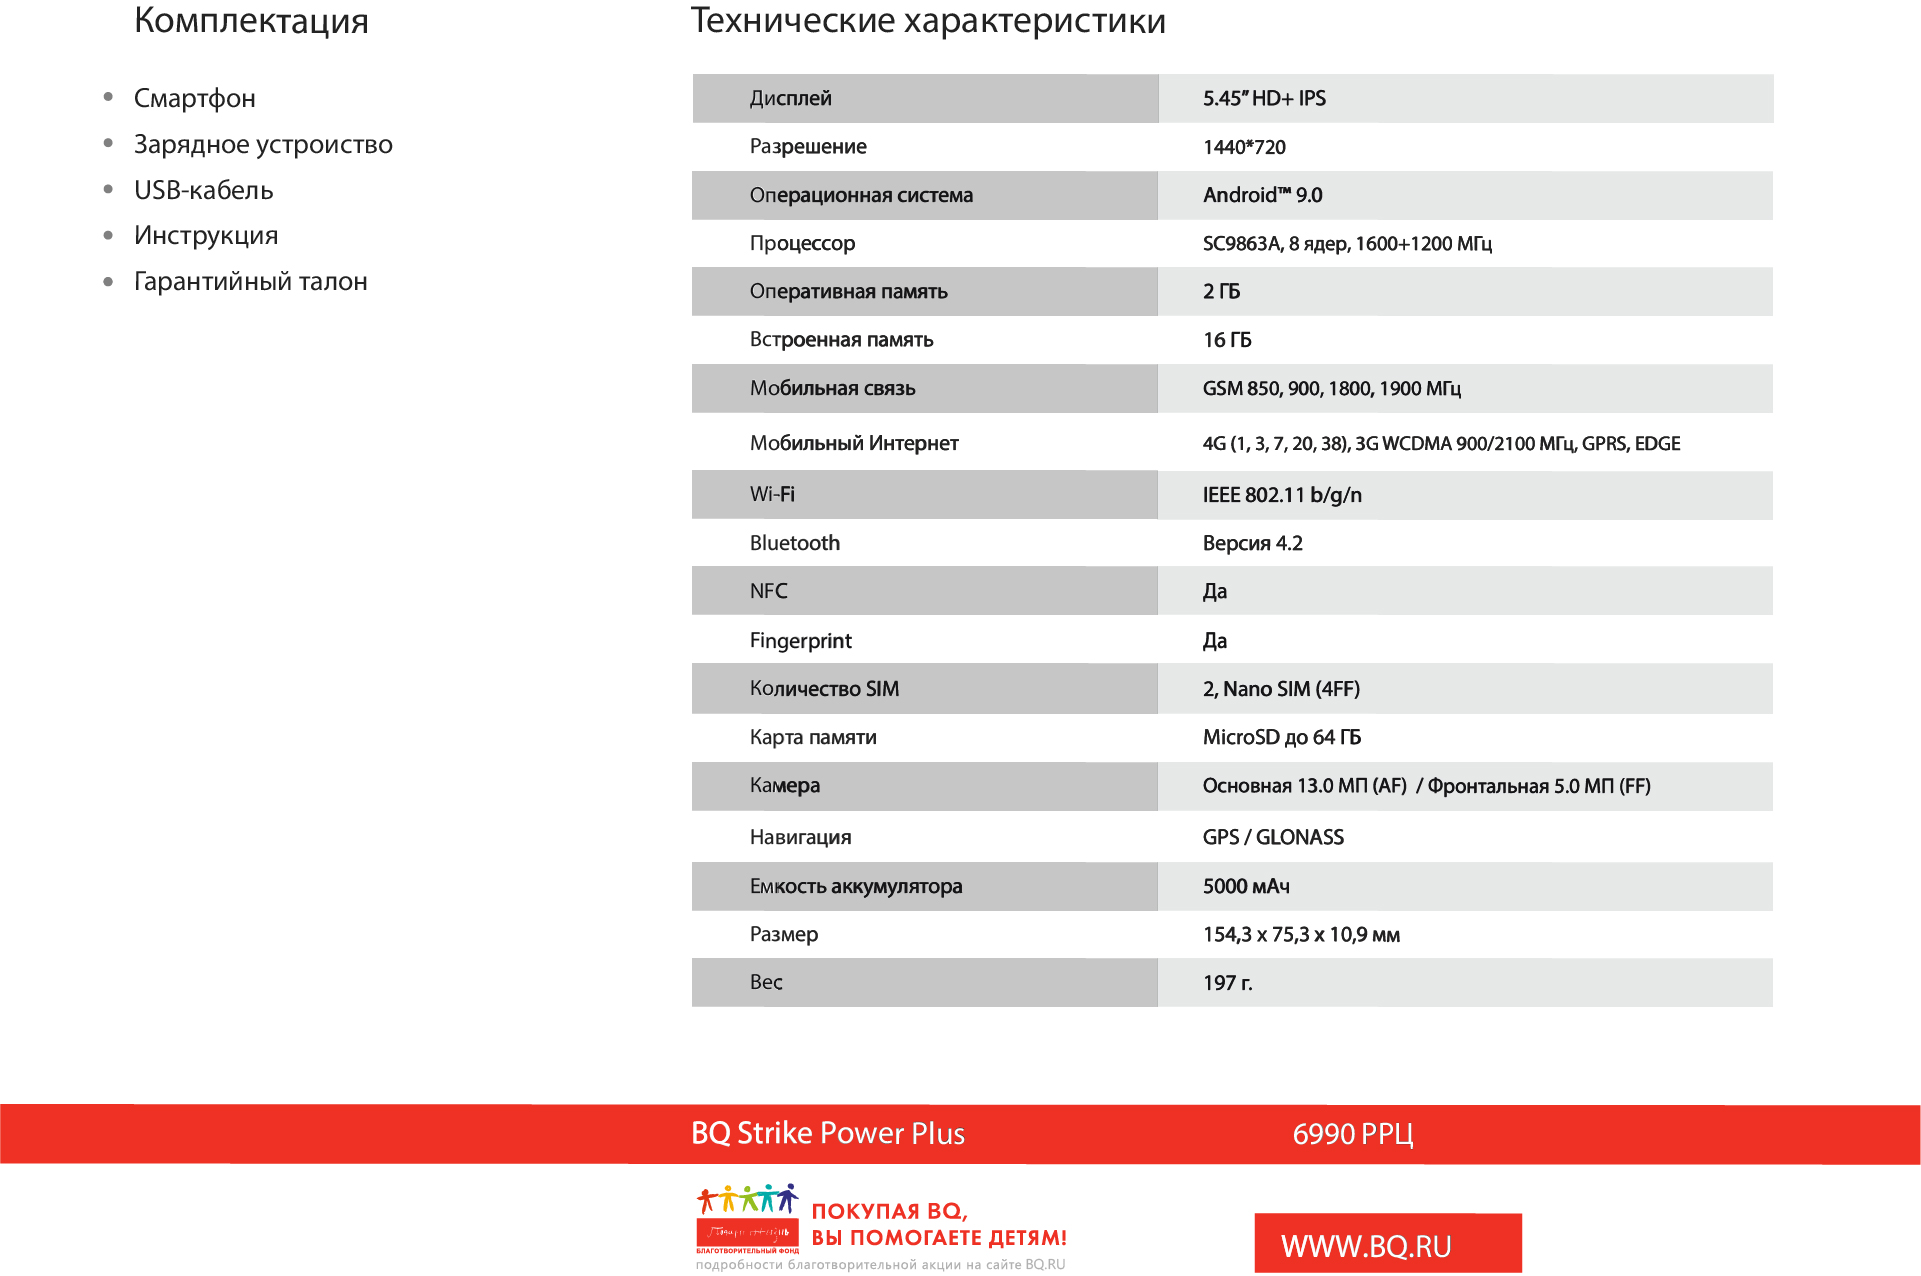 Комплектация
Смартфон
Зарядное устроиство
USB-кабель
Инструкция
Гарантийный талон
Технические характеристики
Дисплей 5.45” HD+ IPS
Разрешение 1440*720
Операционная система Android™ 9.0
Процессор SC9863A, 8 ядер, 1600+1200 МГц
Оперативная память 2 ГБ
Встроенная память 16 ГБ
Мобильная связь GSM 850, 900, 1800, 1900 МГц
Мобильный Интернет 4G (1, 3, 7, 20, 38), 3G WCDMA 900/2100 МГц, GPRS, EDGE
Wi-Fi IEEE 802.11 b/g/n
Bluetooth Версия 4.2
NFC Да
Fingerprint Да
Количество SIM 2, Nano SIM (4FF)
Карта памяти MicroSD до 64 ГБ
Камера Основная 13.0 МП (AF) / Фронтальная 5.0 МП (FF)
Навигация GPS / GLONASS
Емкость аккумулятора 5000 мАч
Размер 154,3 x 75,3 x 10,9 мм
Вес 197 г.
BQ Strike Power Plus 6990 РРЦ
БЛАГОТВОРИТЕЛЬНЫЙ ФОНД
ПОКУПАЯ BQ,
ВЫ ПОМОГАЕТЕ ДЕТЯМ!
подробности благотворительной акции на сайте BQ.RU
WWW.BQ.RU